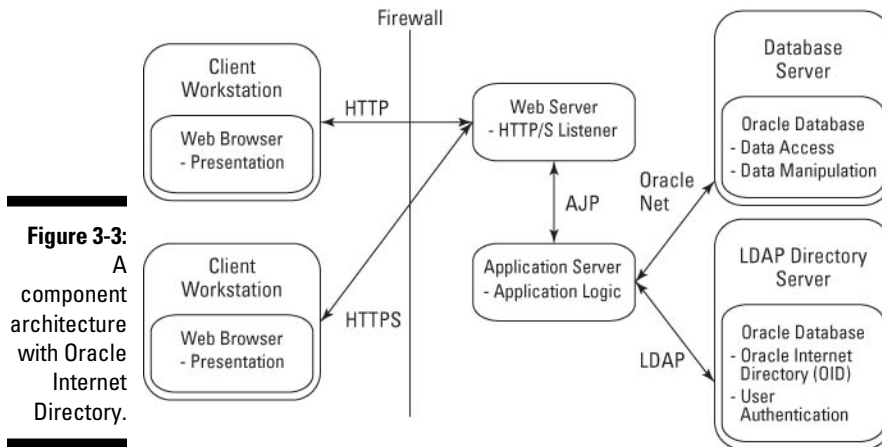 Firewall
Client
Workstation
Web Browser
- Presentation
HTTP
Web Server
- HTTP/S Listener
Database
Server
Oracle Database
- Data Access
- Data Manipulation
Oracle
Net
AJP
Figure 3-3:
A
component
architecture
with Oracle
Internet
Directory.
Client
Workstation
Web Browser
- Presentation
HTTPS
Application Server
- Application Logic
LDAP
LDAP Directory
Server
Oracle Database
- Oracle Internet
Directory (OID)
- User
Authentication